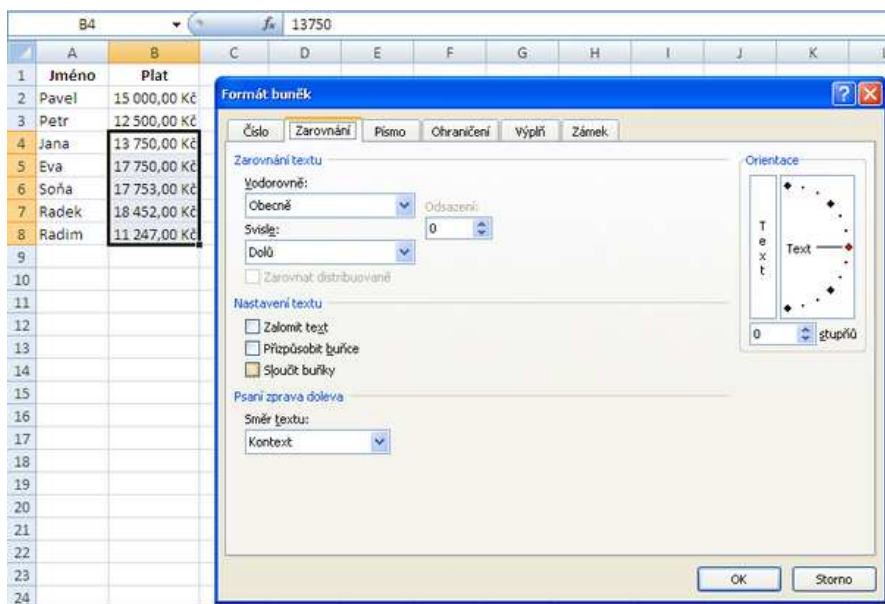 B4 fx 13750
A B C D E F G H I J K
1 Jméno Plat
2 Pavel 15 000,00 Kč
3 Petr 12 500,00 Kč
4 Jana 13 750,00 Kč
5 Eva 17 750,00 Kč
6 Soňa 17 753,00 Kč
7 Radek 18 452,00 Kč
8 Radim 11 247,00 Kč
9
10
11
12
13
14
15
16
17
18
19
20
21
22
23
24
Formát buněk
Číslo Zarovnání Písmo Ohraničení Výplň Zámek
Zarovnání textu
Vodorovně:
Obecně Odsazení:
Svisle: 0
Dolů
Zarovnat distribuovaně
Nastavení textu
Zalomit text
Přizpůsobit buňce
Sloučit buňky
Psaní zprava doleva
Směr textu:
Kontext
Orientace
Text
Text
0 stupňů
OK Storno